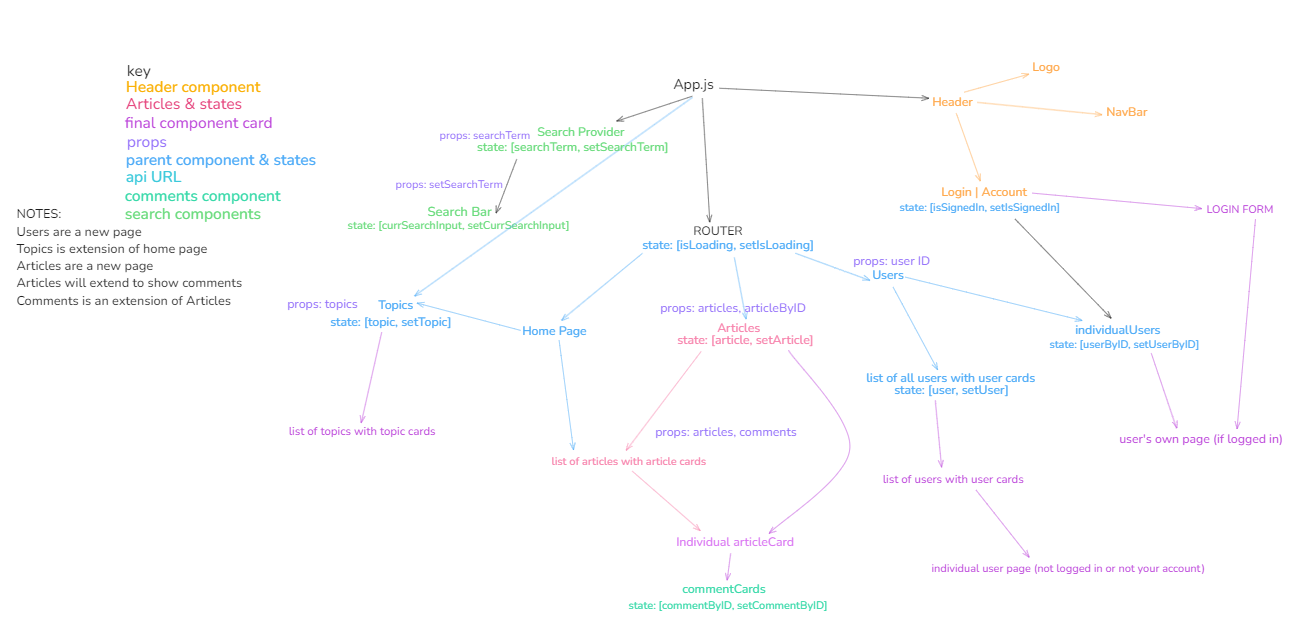 key
Header component
Articles & states
final component card
props
parent component & states
api URL
comments component
search components
NOTES:
Users are a new page
Topics is extension of home page
Articles are a new page
Articles will extend to show comments
Comments is an extension of Articles
App.js
Logo
Header
NavBar
props: searchTerm
Search Provider
state: [searchTerm, setSearchTerm]
props: setSearchTerm
Search Bar
state: [currSearchInput, setCurrSearchInput]
Login | Account
state: [isSignedIn, setIsSignedIn]
LOGIN FORM
ROUTER
state: [isLoading, setIsLoading]
props: user ID
Users
props: topics
Topics
state: [topic, setTopic]
Home Page
props: articles, articleByID
Articles
state: [article, setArticle]
individualUsers
state: [userByID, setUserByID]
list of all users with user cards
state: [user, setUser]
list of topics with topic cards
props: articles, comments
user's own page (if logged in)
list of articles with article cards
list of users with user cards
Individual articleCard
individual user page (not logged in or not your account)
commentCards
state: [commentByID, setCommentByID]